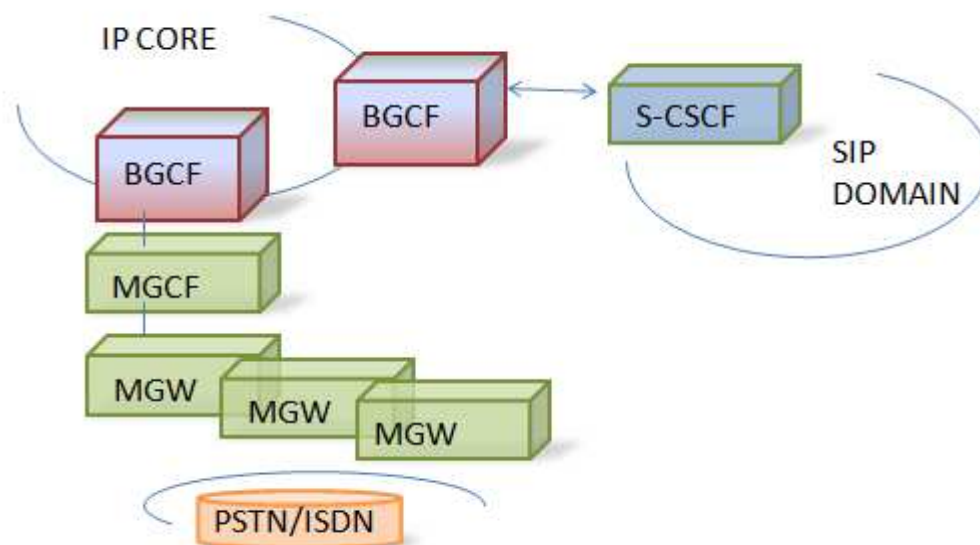 IP CORE
BGCF
S-CSCF
BGCF
SIP
DOMAIN
MGCF
MGW
MGW
MGW
PSTN/ISDN